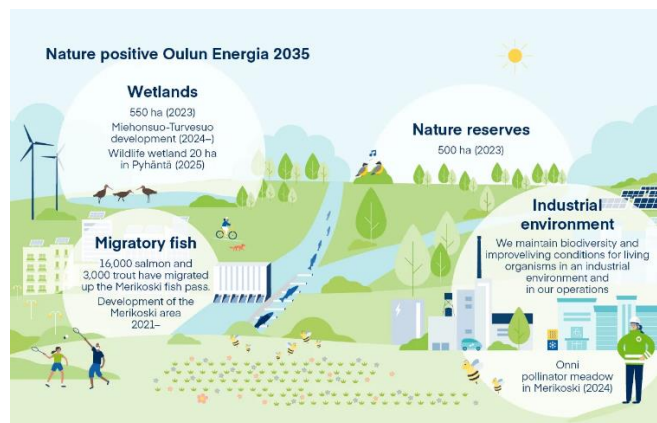 Nature positive Oulun Energia 2035
Wetlands
550 ha (2023)
Miehonsuo-Turvesuo
development (2024–)
Wildlife wetland 20 ha
in Pyhäntä (2025)
Nature reserves
500 ha (2023)
Migratory fish
16,000 salmon and
3,000 trout have migrated
up the Merikoski fish pass.
Development of the
Merikoski area
2021–
Industrial
environment
We maintain biodiversity and
improveliving conditions for living
organisms in an industrial
environment and
in our operations
Onni
pollinator meadow
in Merikoski (2024)